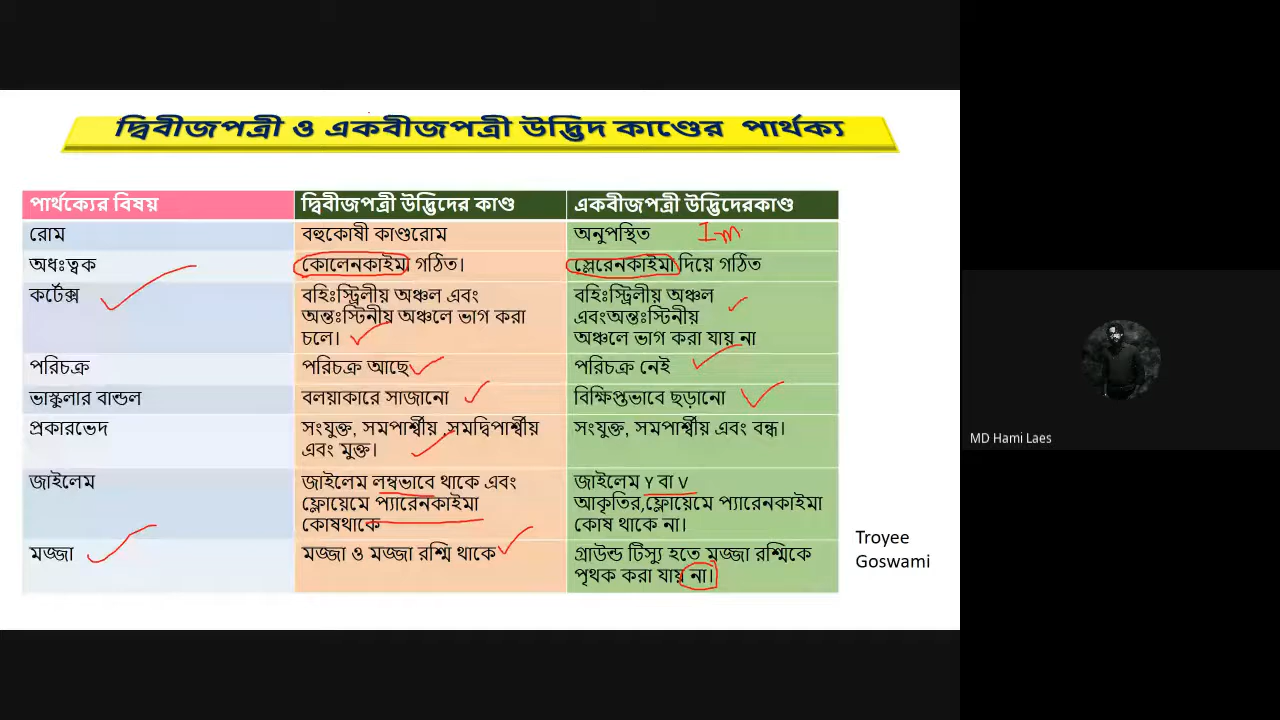 দ্বিবীজপত্রী ও একবীজপত্রী উদ্ভিদ কাণ্ডের পার্থক্য
পার্থক্যের বিষয় দ্বিবীজপত্রী উদ্ভিদের কাণ্ড একবীজপত্রী উদ্ভিদেরকাণ্ড
রোম বহুকোষী কাণ্ডরোম অনুপস্থিত Im
অধঃত্বক কোলেনকাইমা গঠিত। স্লেরেনকাইমা দিয়ে গঠিত
কর্টেক্স বহিঃস্ট্রিলীয় অঞ্চল এবং
অন্তঃস্টিনীয় অঞ্চলে ভাগ করা
চলে।
বহিঃস্ট্রিলীয় অঞ্চল
এবংঅন্তঃস্টিনীয়
অঞ্চলে ভাগ করা যায় না
পরিচক্র পরিচক্র আছে পরিচক্র নেই
ভাস্কুলার বান্ডল বলয়াকারে সাজানো বিক্ষিপ্তভাবে ছড়ানো
প্রকারভেদ সংযুক্ত, সমপার্শ্বীয় ,সমদ্বিপার্শ্বীয়
এবং মুক্ত।
সংযুক্ত, সমপার্শ্বীয় এবং বন্ধ।
জাইলেম জাইলেম লম্বভাবে থাকে এবং
ফ্লোয়েমে প্যারেনকাইমা
কোষথাকে
জাইলেম Y বা V
আকৃতির,ফ্লোয়েমে প্যারেনকাইমা
কোষ থাকে না।
মজ্জা মজ্জা ও মজ্জা রশ্মি থাকে গ্রাউন্ড টিস্যু হতে মজ্জা রশ্মিকে
পৃথক করা যায় না।
Troyee
Goswami
MD Hami Laes